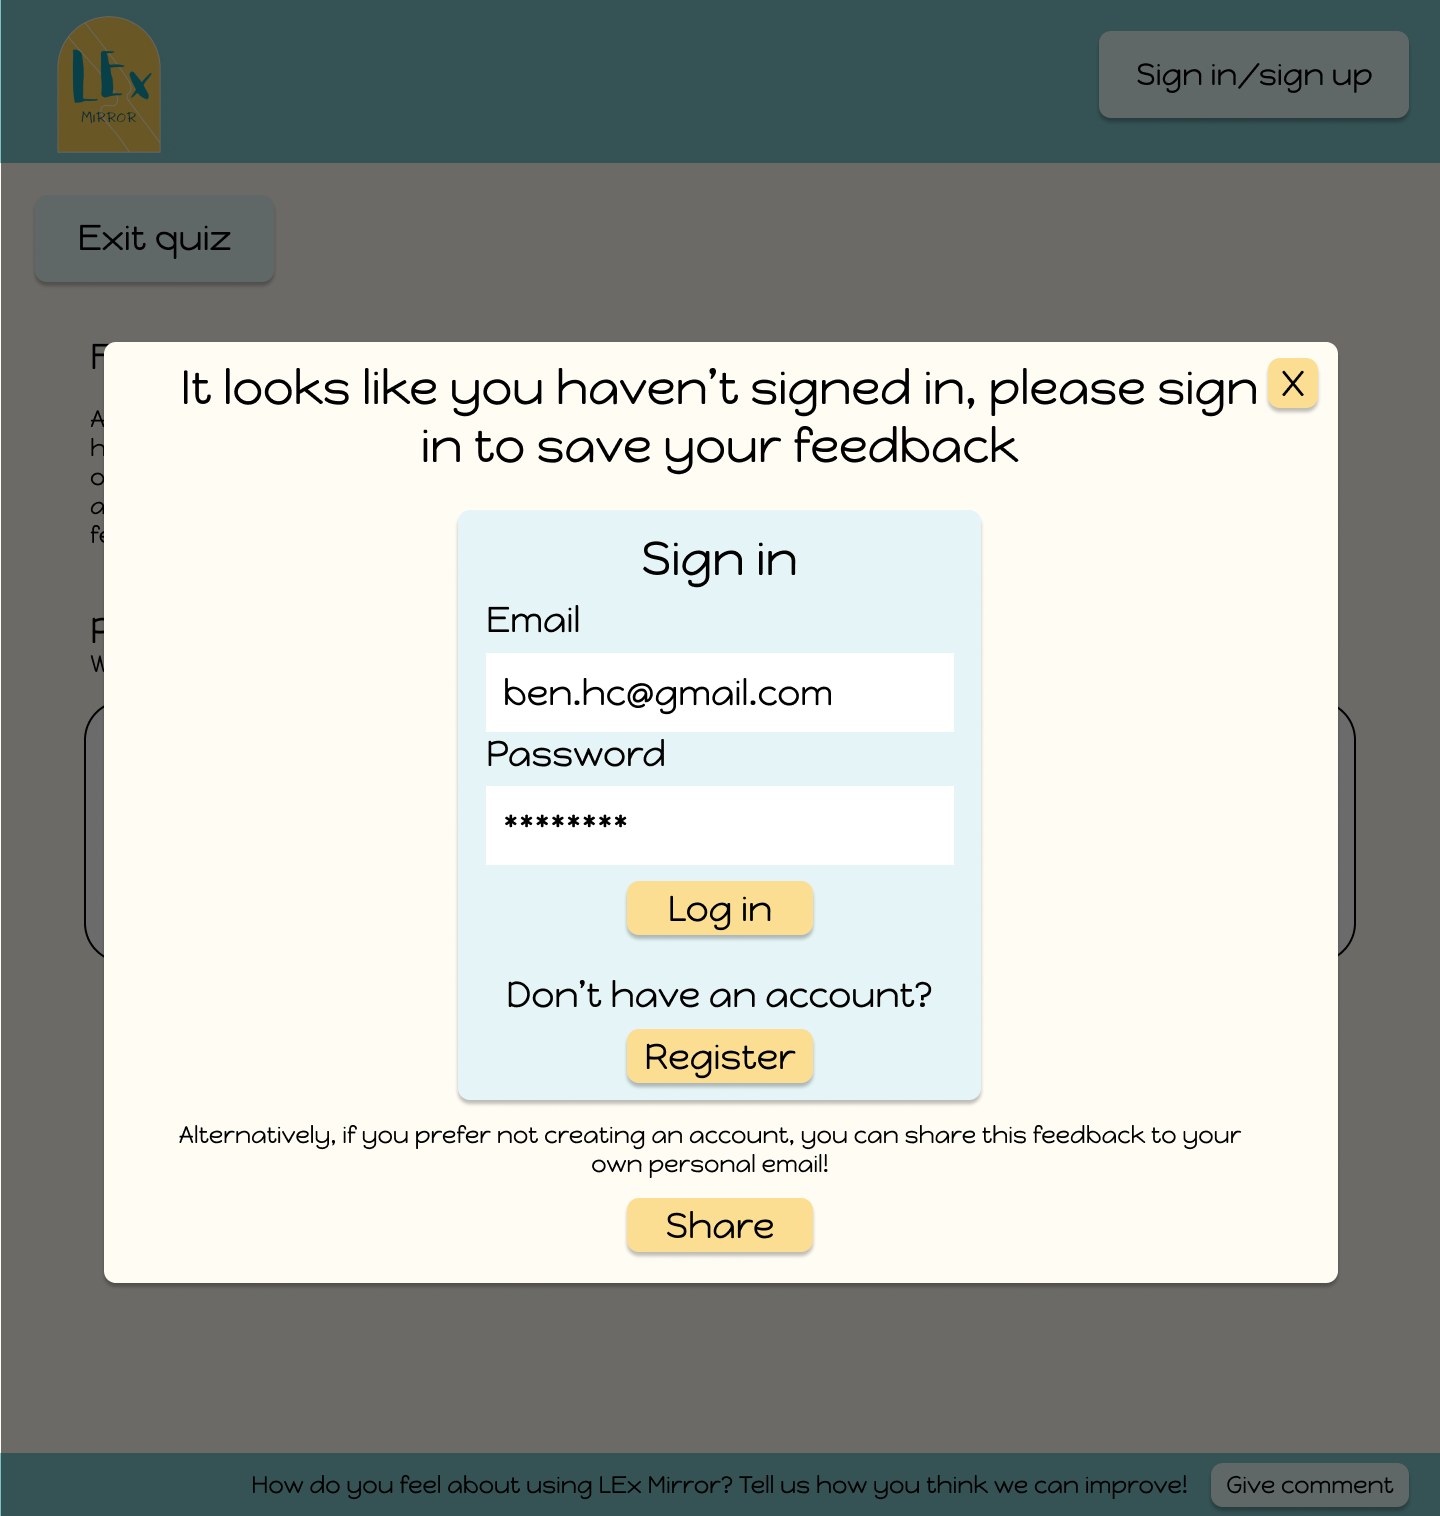 LEx
MIRROR
Sign in/sign up
Exit quiz
It looks like you haven't signed in, please sign
X
in to save your feedback
Sign in
Email
ben.hc@gmail.com
Password
********
Log in
Don't have an account?
Register
Alternatively, if you prefer not creating an account, you can share this feedback to your
own personal email!
Share
How do you feel about using LEx Mirror? Tell us how you think we can improve!
Give comment